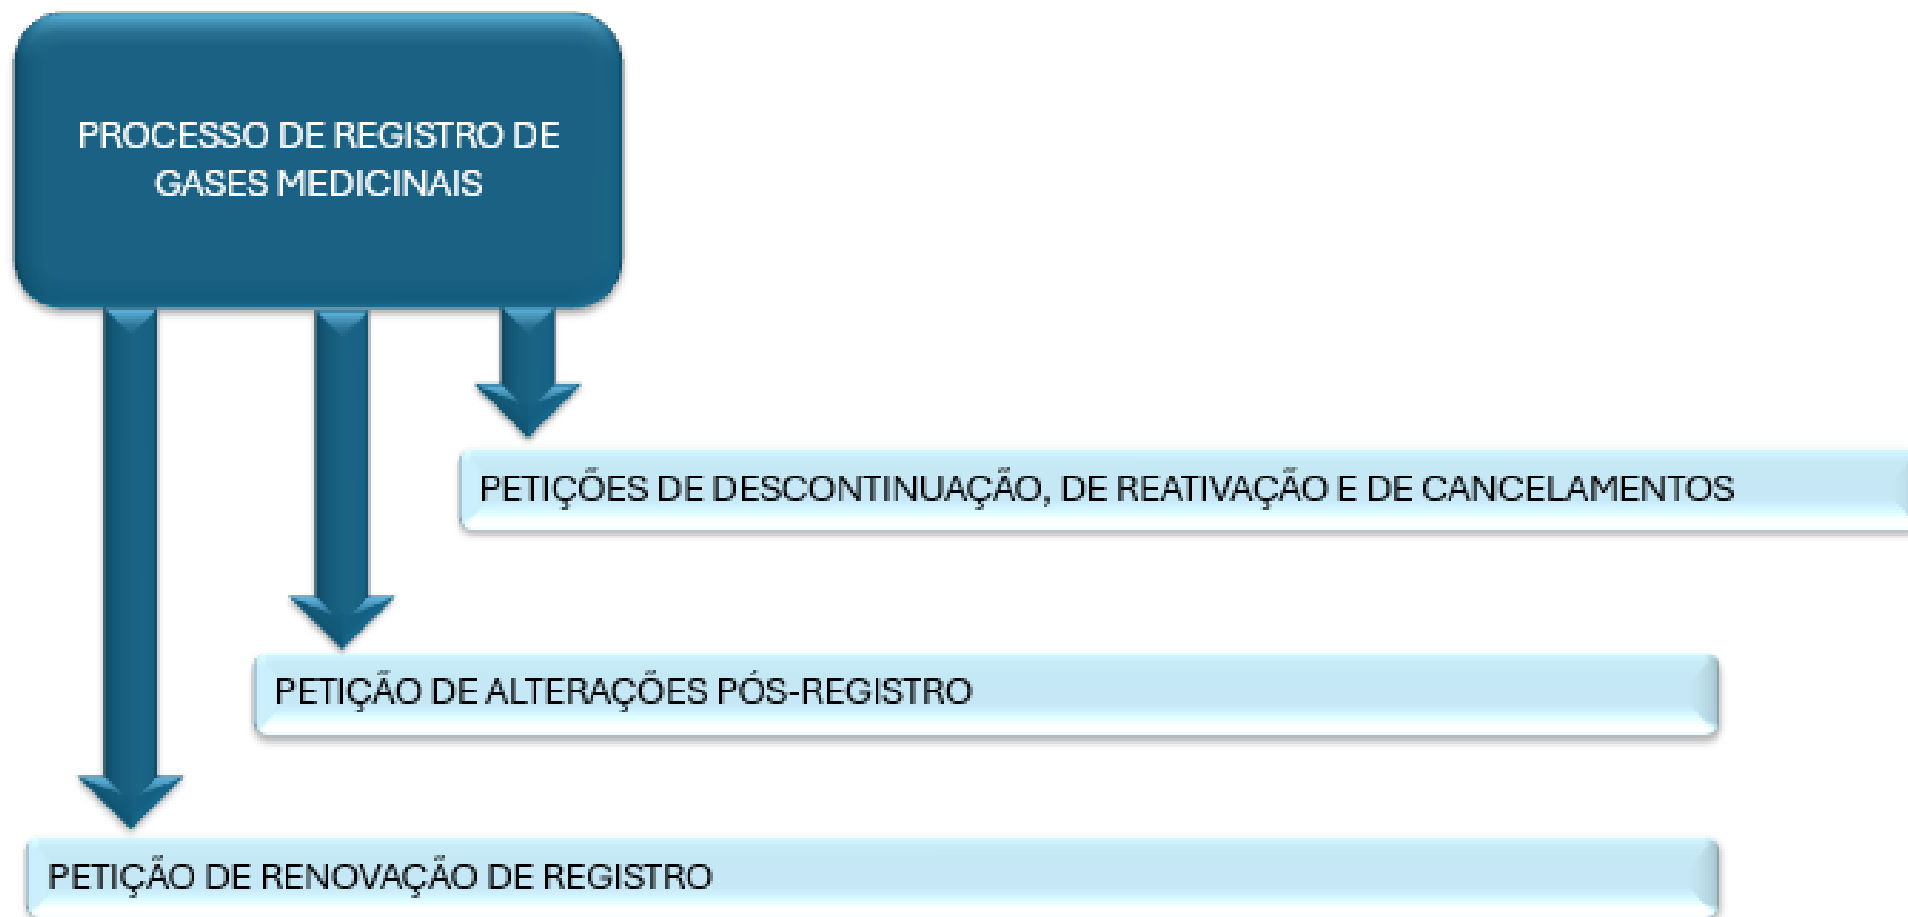 PROCESSO DE REGISTRO DE
GASES MEDICINAIS
PETIÇÕES DE DESCONTINUAÇÃO, DE REATIVAÇÃO E DE CANCELAMENTOS
PETIÇÃO DE ALTERAÇÕES PÓS-REGISTRO
PETIÇÃO DE RENOVAÇÃO DE REGISTRO